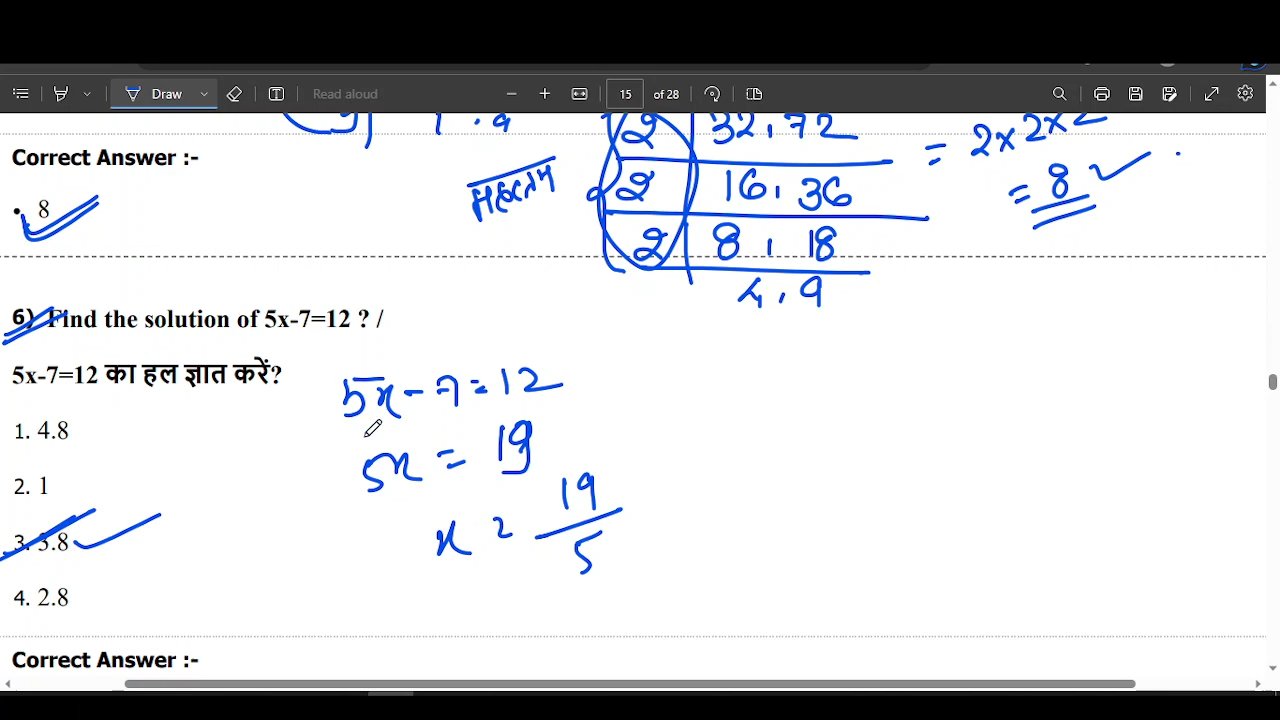 Draw
Read aloud
15 of 28
Correct Answer :-
• 8
महत्तम
2 | 32, 72
2 | 16, 36
2 | 8, 18
4, 9
= 2x2x2
= 8
6) Find the solution of 5x-7=12 ? /
5x-7=12 का हल ज्ञात करें?
1. 4.8
2. 1
3. 3.8
4. 2.8
5x - 7 = 12
5x = 19
x = 19
5
Correct Answer :-